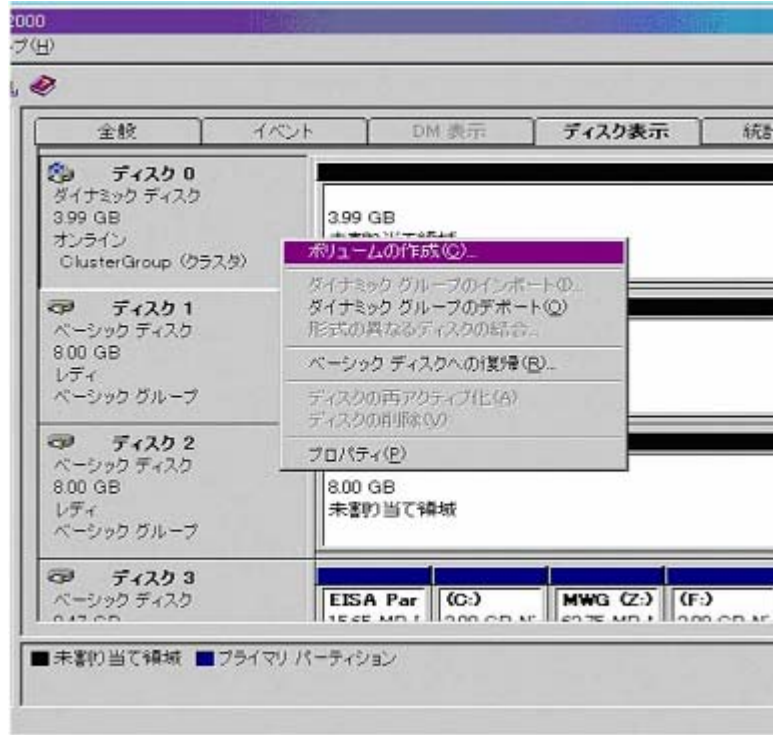 2000
プ(H)
全般
イベント
DM 表示
ディスク表示
ディスク 0
ダイナミック ディスク
3.99 GB
オンライン
ClusterGroup (クラスタ)
3.99 GB
未割り当て領域
ボリュームの作成(C)...
ダイナミック グループのインポート(I)...
ダイナミック グループのデポート(O)
形式の異なるディスクの結合...
ベーシック ディスクへの復帰(R)...
ディスクの再アクティブ化(A)
ディスクの削除(V)
プロパティ(P)
ディスク 1
ベーシック ディスク
8.00 GB
レディ
ベーシック グループ
ディスク 2
ベーシック ディスク
8.00 GB
レディ
ベーシック グループ
8.00 GB
未割り当て領域
ディスク 3
ベーシック ディスク
EISA Par
(C:)
MWG (Z:)
(F:)
未割り当て領域
プライマリ パーティション